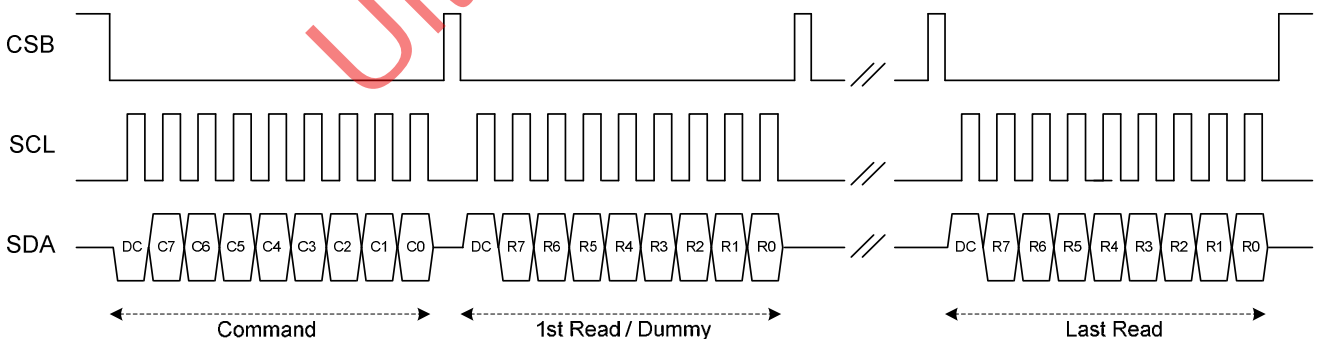 CSB
SCL
SDA DC C7 C6 C5 C4 C3 C2 C1 C0 DC R7 R6 R5 R4 R3 R2 R1 R0 DC R7 R6 R5 R4 R3 R2 R1 R0
Command 1st Read / Dummy Last Read